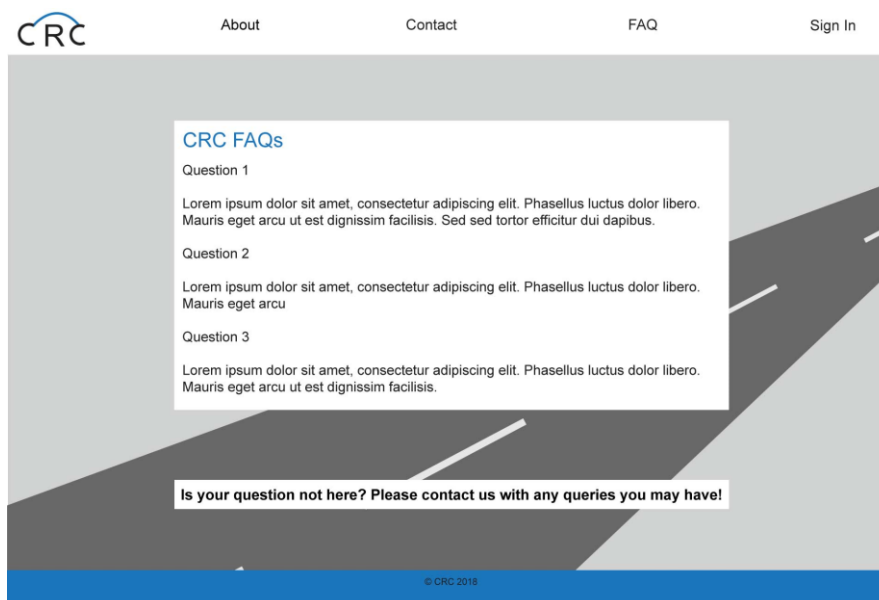 CRC
About
Contact
FAQ
Sign In
CRC FAQs
Question 1
Lorem ipsum dolor sit amet, consectetur adipiscing elit. Phasellus luctus dolor libero.
Mauris eget arcu ut est dignissim facilisis. Sed sed tortor efficitur dui dapibus.
Question 2
Lorem ipsum dolor sit amet, consectetur adipiscing elit. Phasellus luctus dolor libero.
Mauris eget arcu
Question 3
Lorem ipsum dolor sit amet, consectetur adipiscing elit. Phasellus luctus dolor libero.
Mauris eget arcu ut est dignissim facilisis.
Is your question not here? Please contact us with any queries you may have!
© CRC 2018